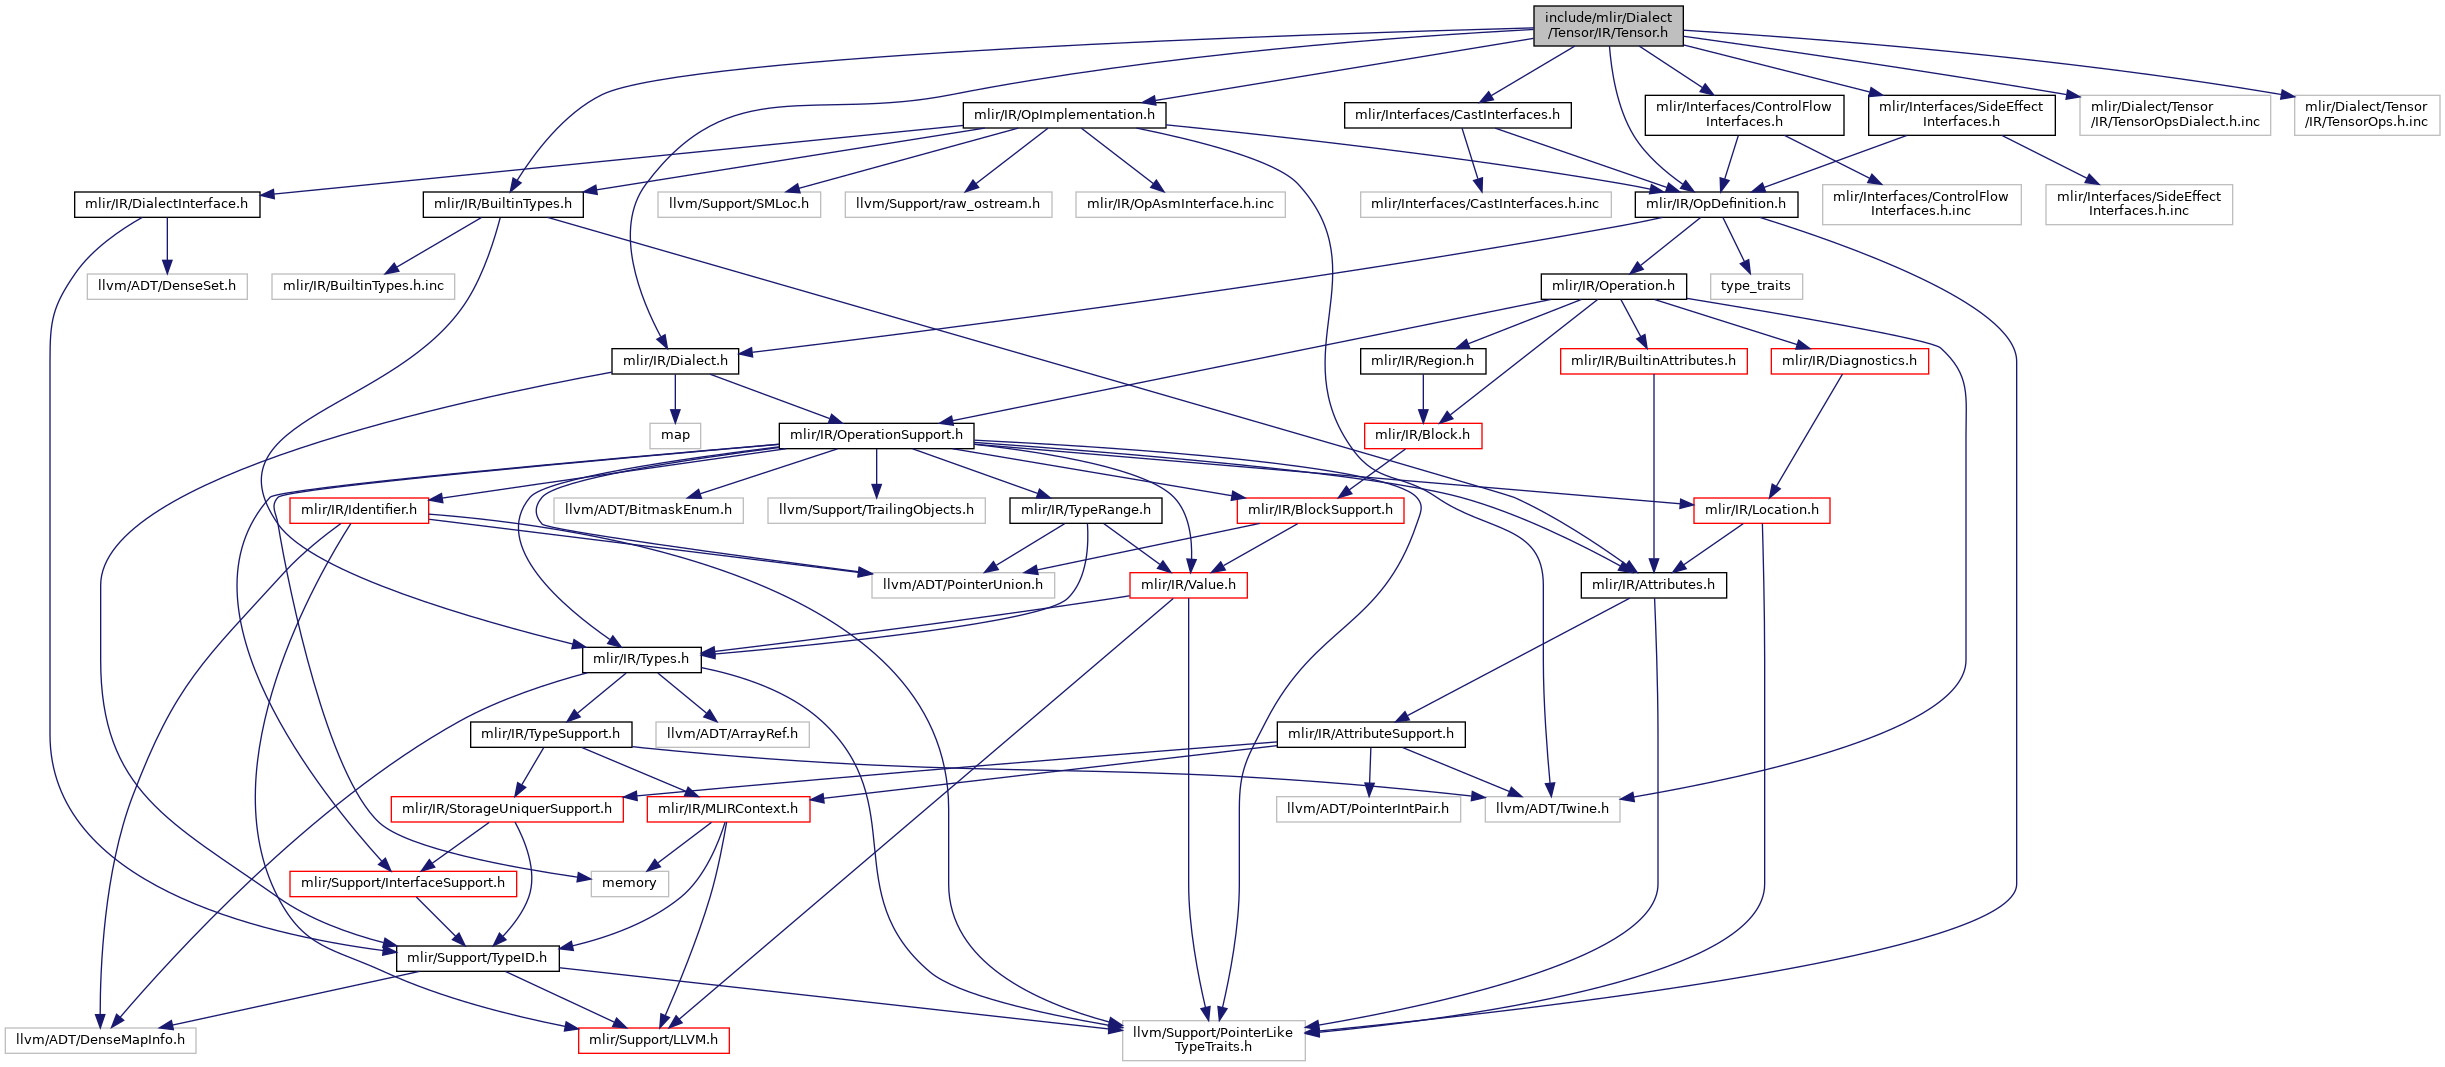 include/mlir/Dialect
/Tensor/IR/Tensor.h
mlir/IR/OpImplementation.h
mlir/Interfaces/CastInterfaces.h
mlir/Interfaces/ControlFlow
Interfaces.h
mlir/Interfaces/SideEffect
Interfaces.h
mlir/Dialect/Tensor
/IR/TensorOpsDialect.h.inc
mlir/Dialect/Tensor
/IR/TensorOps.h.inc
mlir/IR/DialectInterface.h
mlir/IR/BuiltinTypes.h
llvm/Support/SMLoc.h
llvm/Support/raw_ostream.h
mlir/IR/OpAsmInterface.h.inc
mlir/Interfaces/CastInterfaces.h.inc
mlir/IR/OpDefinition.h
mlir/Interfaces/ControlFlow
Interfaces.h.inc
mlir/Interfaces/SideEffect
Interfaces.h.inc
llvm/ADT/DenseSet.h
mlir/IR/BuiltinTypes.h.inc
mlir/IR/Operation.h
type_traits
mlir/IR/Dialect.h
mlir/IR/Region.h
mlir/IR/BuiltinAttributes.h
mlir/IR/Diagnostics.h
map
mlir/IR/OperationSupport.h
mlir/IR/Block.h
mlir/IR/Identifier.h
llvm/ADT/BitmaskEnum.h
llvm/Support/TrailingObjects.h
mlir/IR/TypeRange.h
mlir/IR/BlockSupport.h
mlir/IR/Location.h
llvm/ADT/PointerUnion.h
mlir/IR/Value.h
mlir/IR/Attributes.h
mlir/IR/Types.h
mlir/IR/TypeSupport.h
llvm/ADT/ArrayRef.h
mlir/IR/AttributeSupport.h
mlir/IR/StorageUniquerSupport.h
mlir/IR/MLIRContext.h
llvm/ADT/PointerIntPair.h
llvm/ADT/Twine.h
mlir/Support/InterfaceSupport.h
memory
mlir/Support/TypeID.h
llvm/ADT/DenseMapInfo.h
mlir/Support/LLVM.h
llvm/Support/PointerLike
TypeTraits.h